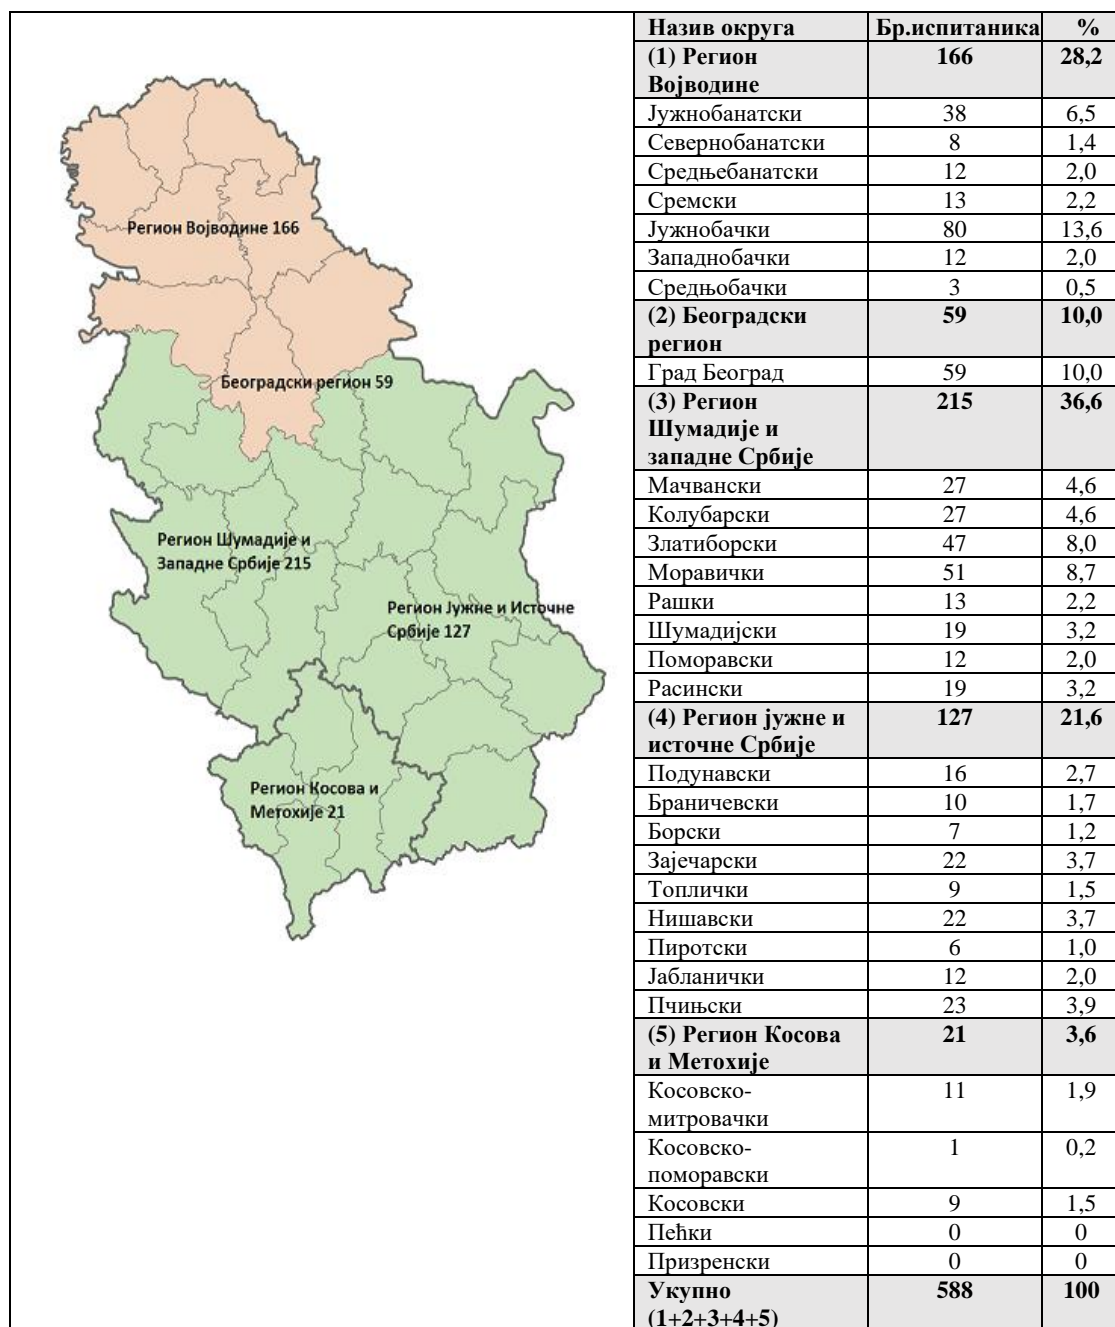 Регион Војводине 166
Београдски регион 59
Регион Шумадије и
Западне Србије 215
Регион Јужне и Источне
Србије 127
Регион Косова и
Метохије 21
Назив округа Бр.испитаника %
(1) Регион 166 28,2
Војводине
Јужнобанатски 38 6,5
Севернобанатски 8 1,4
Средњебанатски 12 2,0
Сремски 13 2,2
Јужнобачки 80 13,6
Западнобачки 12 2,0
Средњобачки 3 0,5
(2) Београдски 59 10,0
регион
Град Београд 59 10,0
(3) Регион 215 36,6
Шумадије и
западне Србије
Мачвански 27 4,6
Колубарски 27 4,6
Златиборски 47 8,0
Моравички 51 8,7
Рашки 13 2,2
Шумадијски 19 3,2
Поморавски 12 2,0
Расински 19 3,2
(4) Регион јужне и 127 21,6
источне Србије
Подунавски 16 2,7
Браничевски 10 1,7
Борски 7 1,2
Зајечарски 22 3,7
Топлички 9 1,5
Нишавски 22 3,7
Пиротски 6 1,0
Јабланички 12 2,0
Пчињски 23 3,9
(5) Регион Косова 21 3,6
и Метохије
Косовско- 11 1,9
митровачки
Косовско- 1 0,2
поморавски
Косовски 9 1,5
Пећки 0 0
Призренски 0 0
Укупно 588 100
(1+2+3+4+5)